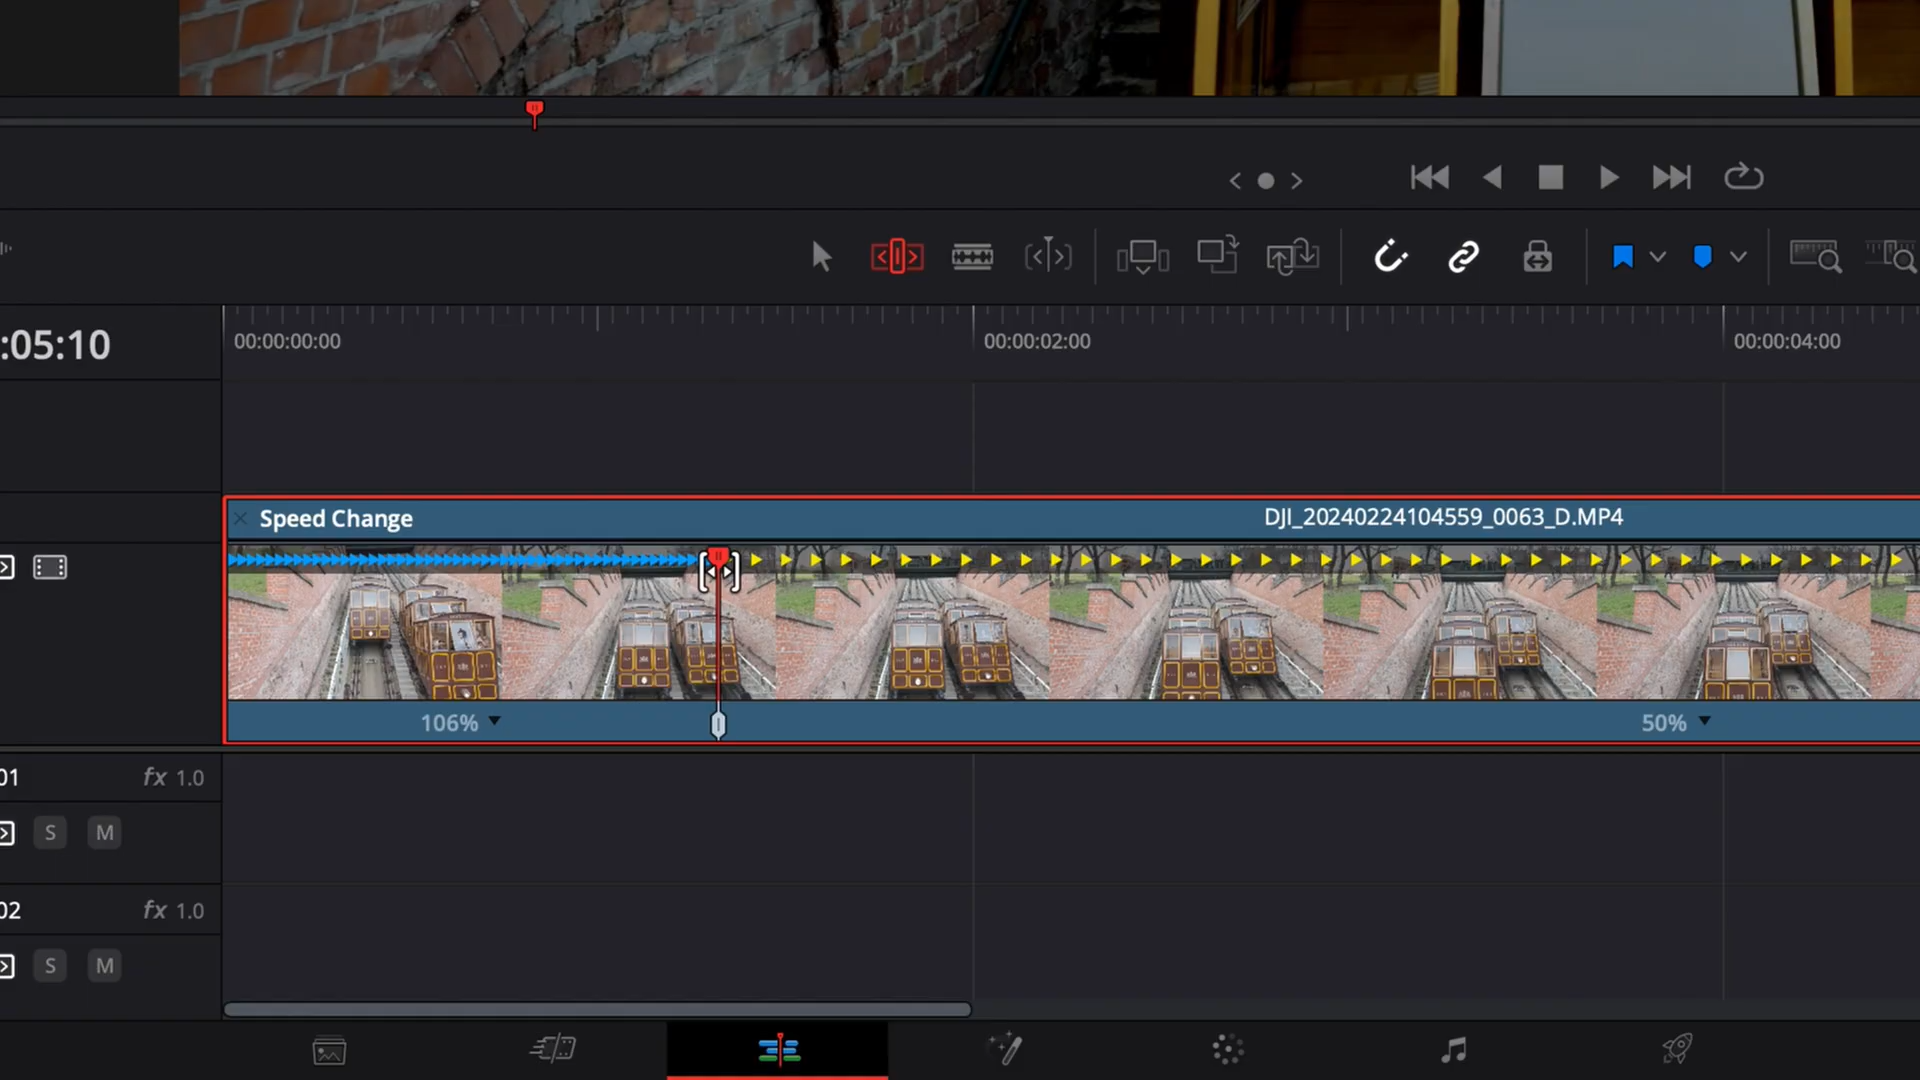 :05:10
00:00:00:00
00:00:02:00
00:00:04:00
Speed Change
DJI_20240224104559_0063_D.MP4
106%
50%
01
fx 1.0
S
M
02
fx 1.0
S
M